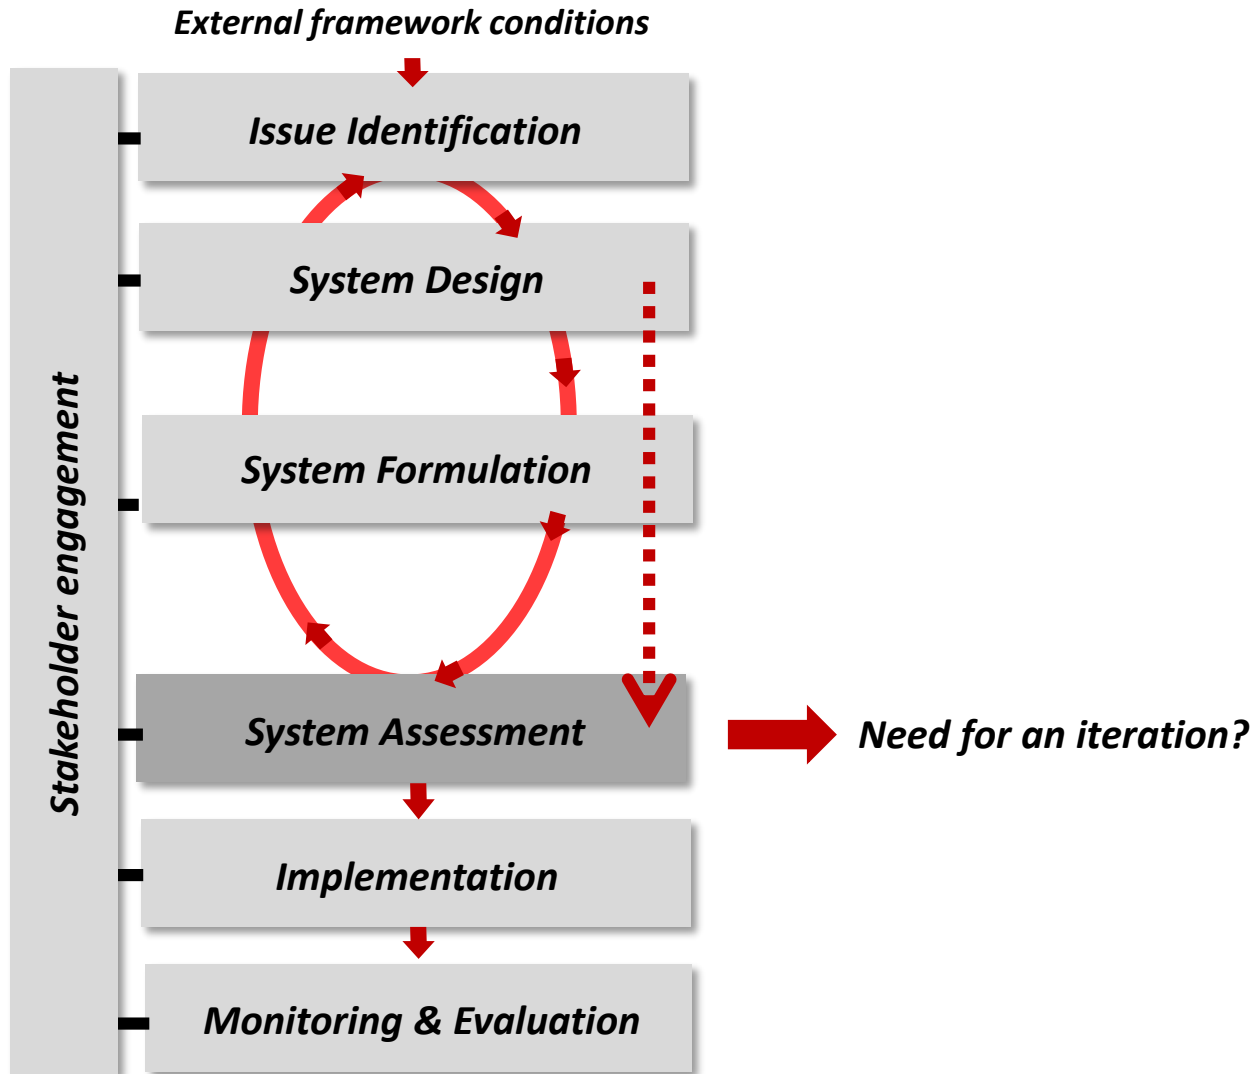 External framework conditions
Issue Identification
System Design
System Formulation
Stakeholder engagement
System Assessment
Need for an iteration?
Implementation
Monitoring & Evaluation